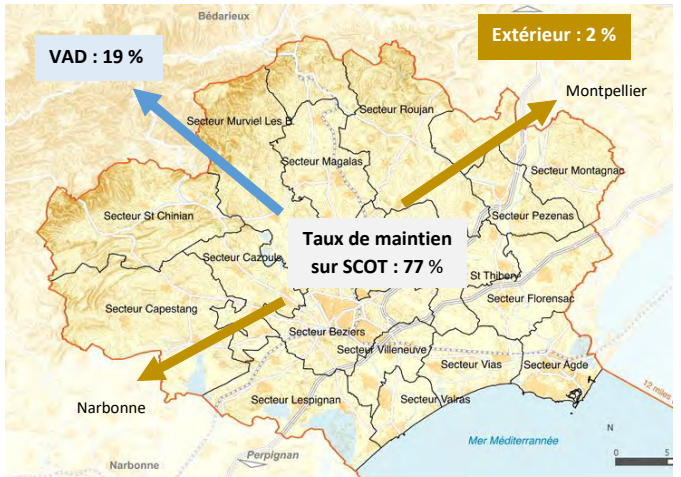 Bédarieux
VAD : 19 %
Extérieur : 2 %
Montpellier
Secteur Roujan
Secteur Murviel Les B
Secteur Magalas
Secteur Montagnac
Secteur St Chinian
Secteur Pezenas
Taux de maintien
sur SCOT : 77 %
Secteur Cazouls
St Thibery
Secteur Capestang
Secteur Florensac
Secteur Beziers
Secteur Villeneuve
Secteur Vias
Secteur Agde
12 miles
Narbonne
Secteur Lespignan
Secteur Valras
Mer Méditerrannée
N
Perpignan
Narbonne
0 5